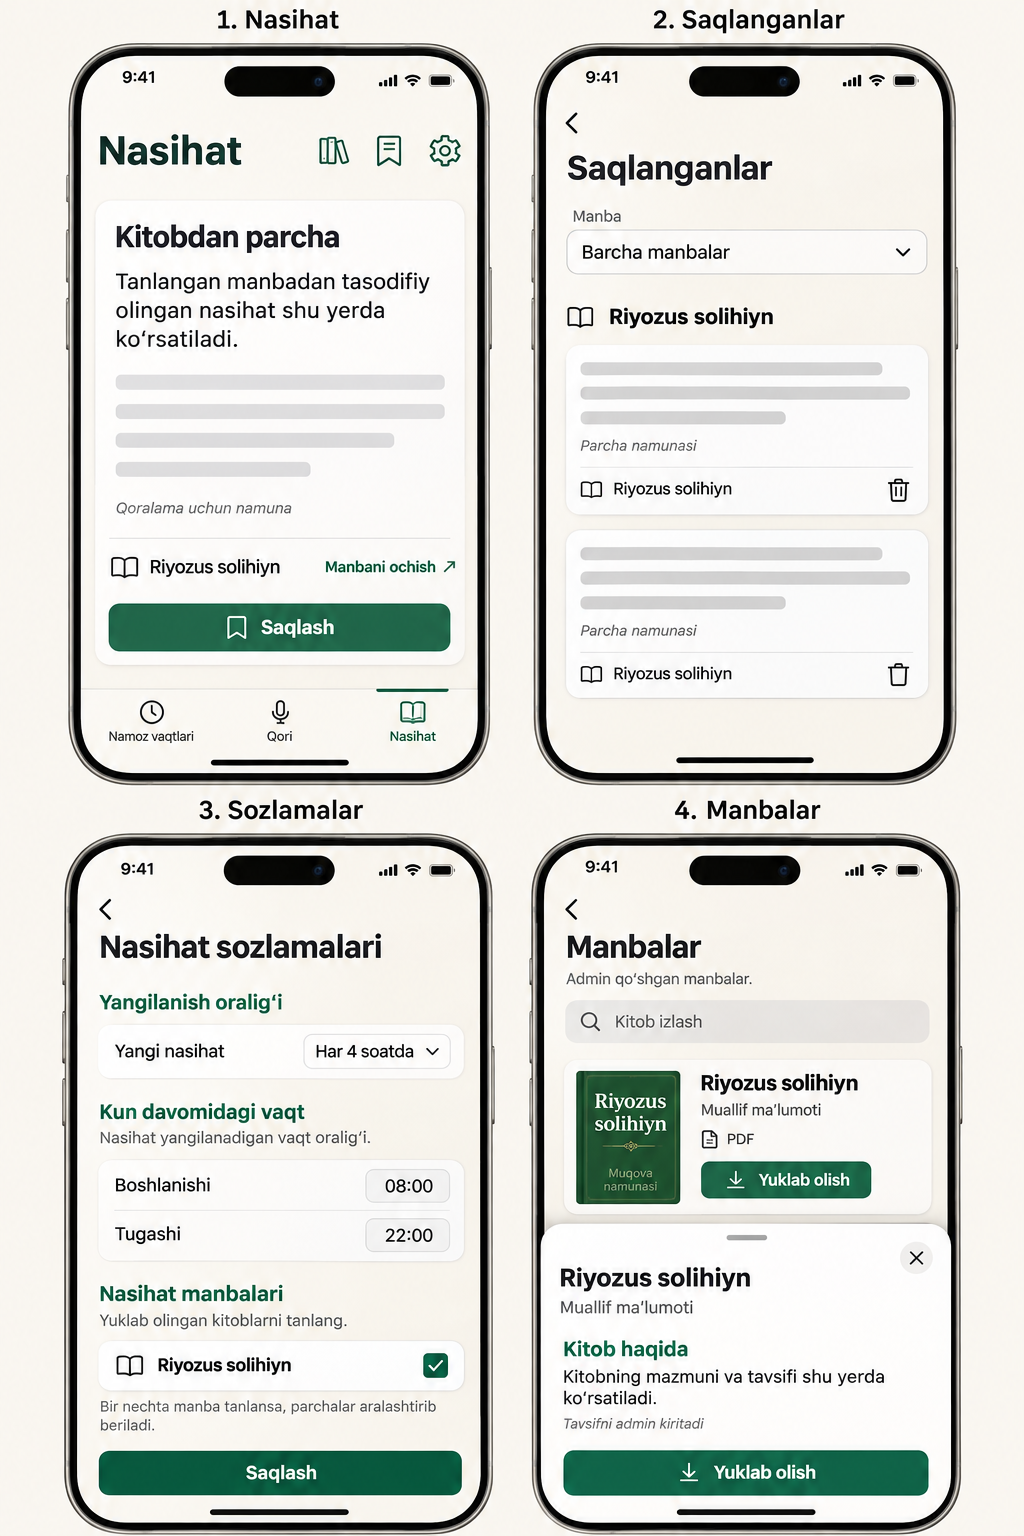 1. Nasihat
9:41
Nasihat
Kitobdan parcha
Tanlangan manbadan tasodifiy
olingan nasihat shu yerda
ko‘rsatiladi.
Qoralama uchun namuna
Riyozus solihiyn
Manbani ochish ↗
Saqlash
Namoz vaqtlari
Qori
Nasihat
2. Saqlanganlar
9:41
Saqlanganlar
Manba
Barcha manbalar
Riyozus solihiyn
Parcha namunasi
Riyozus solihiyn
Parcha namunasi
Riyozus solihiyn
3. Sozlamalar
9:41
Nasihat sozlamalari
Yangilanish oralig‘i
Yangi nasihat
Har 4 soatda
Kun davomidagi vaqt
Nasihat yangilanadigan vaqt oralig‘i.
Boshlanishi
08:00
Tugashi
22:00
Nasihat manbalari
Yuklab olingan kitoblarni tanlang.
Riyozus solihiyn
Bir nechta manba tanlansa, parchalar aralashtirib
beriladi.
Saqlash
4. Manbalar
9:41
Manbalar
Admin qo‘shgan manbalar.
Kitob izlash
Riyozus
solihiyn
Muqova
namunasi
Riyozus solihiyn
Muallif ma’lumoti
PDF
Yuklab olish
Riyozus solihiyn
Muallif ma’lumoti
Kitob haqida
Kitobning mazmuni va tavsifi shu yerda
ko‘rsatiladi.
Tavsifni admin kiritadi
Yuklab olish